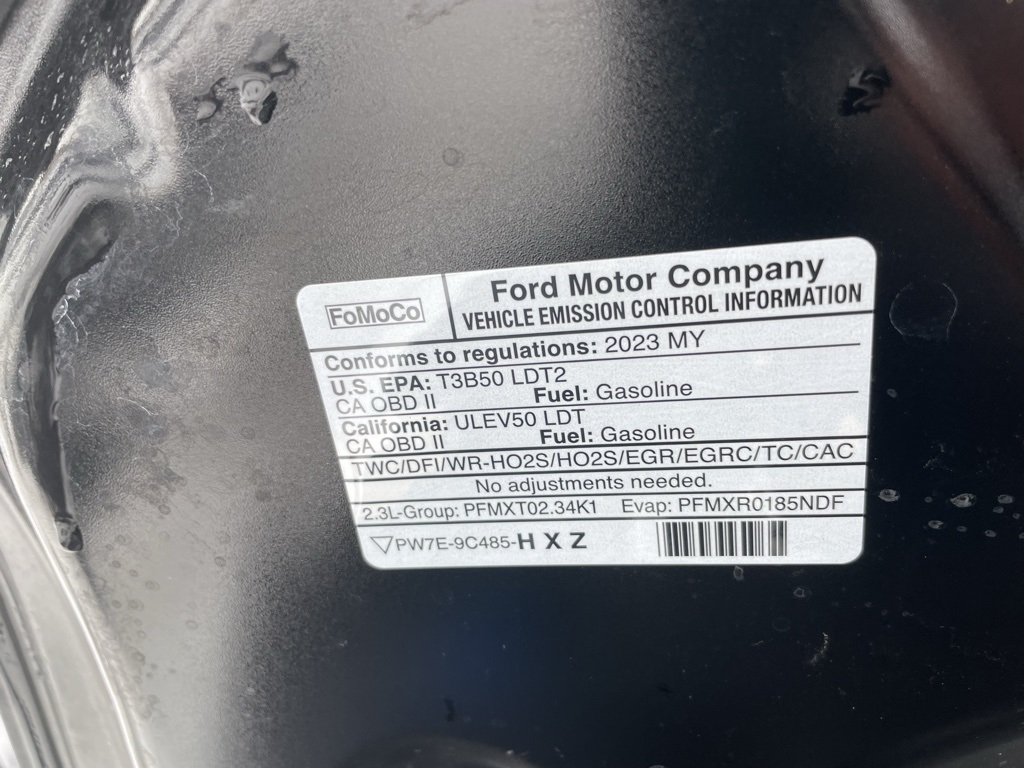 FoMoCo
Ford Motor Company
VEHICLE EMISSION CONTROL INFORMATION
Conforms to regulations: 2023 MY
U.S. EPA: T3B50 LDT2
CA OBD II Fuel: Gasoline
California: ULEV50 LDT
CA OBD II Fuel: Gasoline
TWC/DFI/WR-HO2S/HO2S/EGR/EGRC/TC/CAC
No adjustments needed.
2.3L-Group: PFMXT02.34K1 Evap: PFMXR0185NDF
PW7E-9C485-H X Z